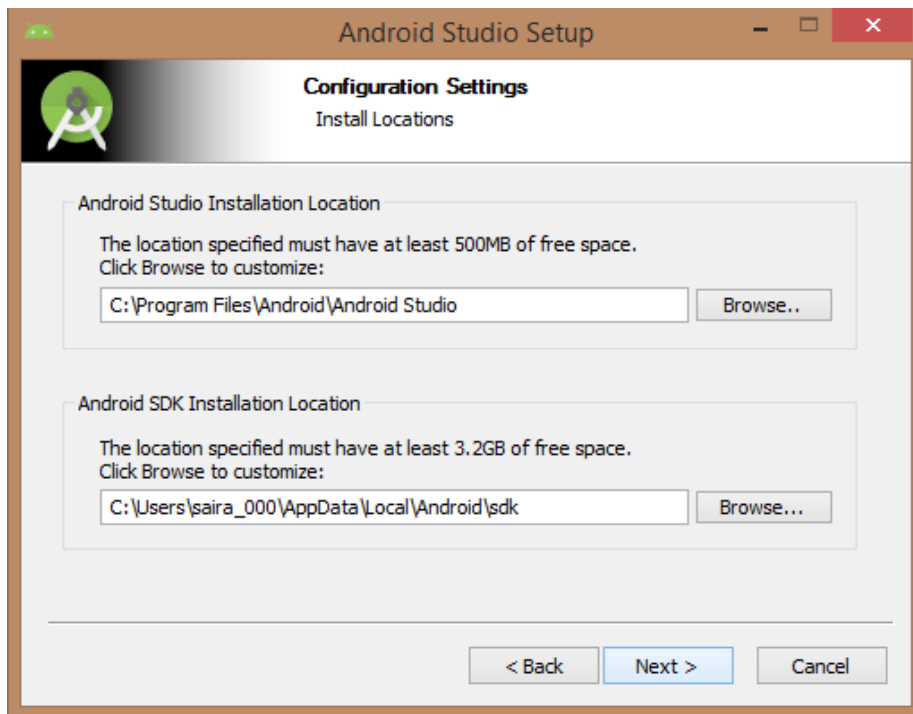 Android Studio Setup
Configuration Settings
Install Locations
Android Studio Installation Location
The location specified must have at least 500MB of free space.
Click Browse to customize:
C:\Program Files\Android\Android Studio
Browse..
Android SDK Installation Location
The location specified must have at least 3.2GB of free space.
Click Browse to customize:
C:\Users\saira_000\AppData\Local\Android\sdk
Browse...
< Back Next > Cancel